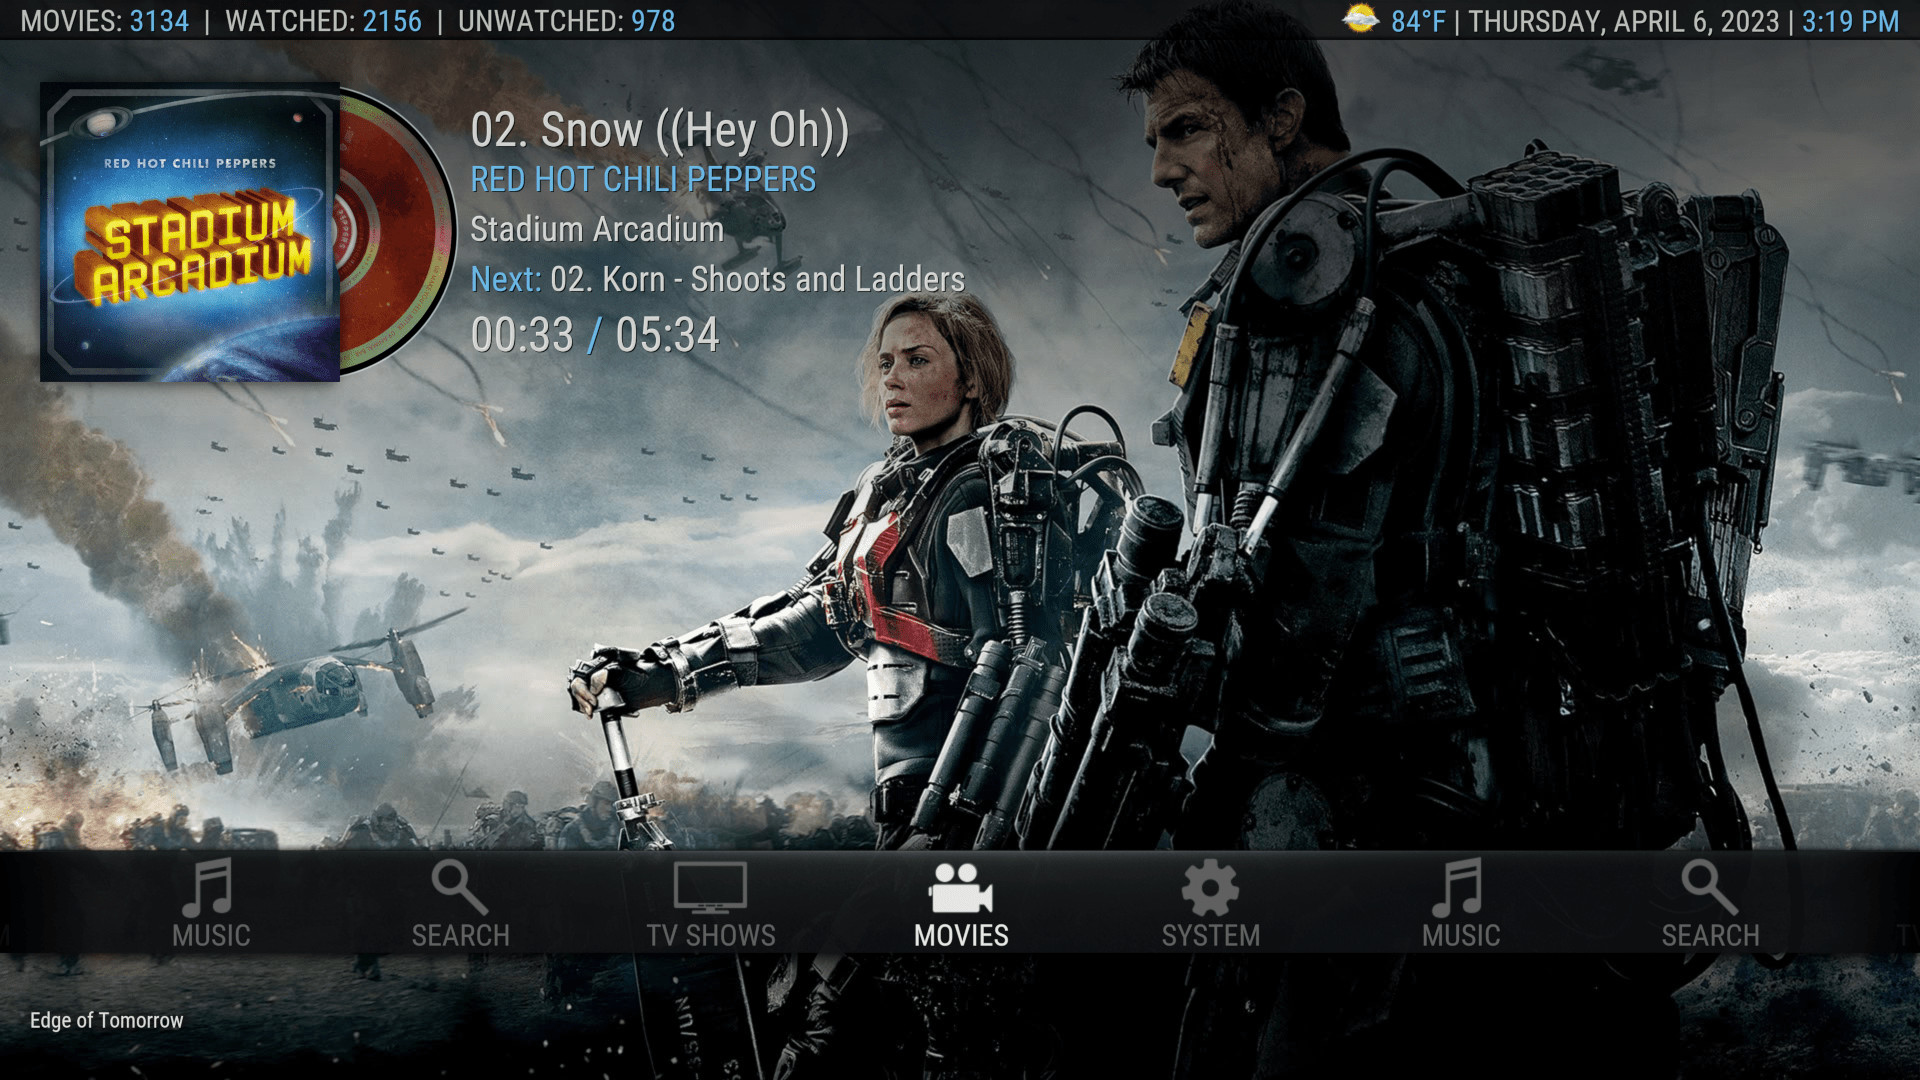 MOVIES: 3134 | WATCHED: 2156 | UNWATCHED: 978
84°F | THURSDAY, APRIL 6, 2023 | 3:19 PM
RED HOT CHILI PEPPERS
STADIUM
ARCADIUM
02. Snow ((Hey Oh))
RED HOT CHILI PEPPERS
Stadium Arcadium
Next: 02. Korn - Shoots and Ladders
00:33 / 05:34
MUSIC
SEARCH
TV SHOWS
MOVIES
SYSTEM
MUSIC
SEARCH
Edge of Tomorrow